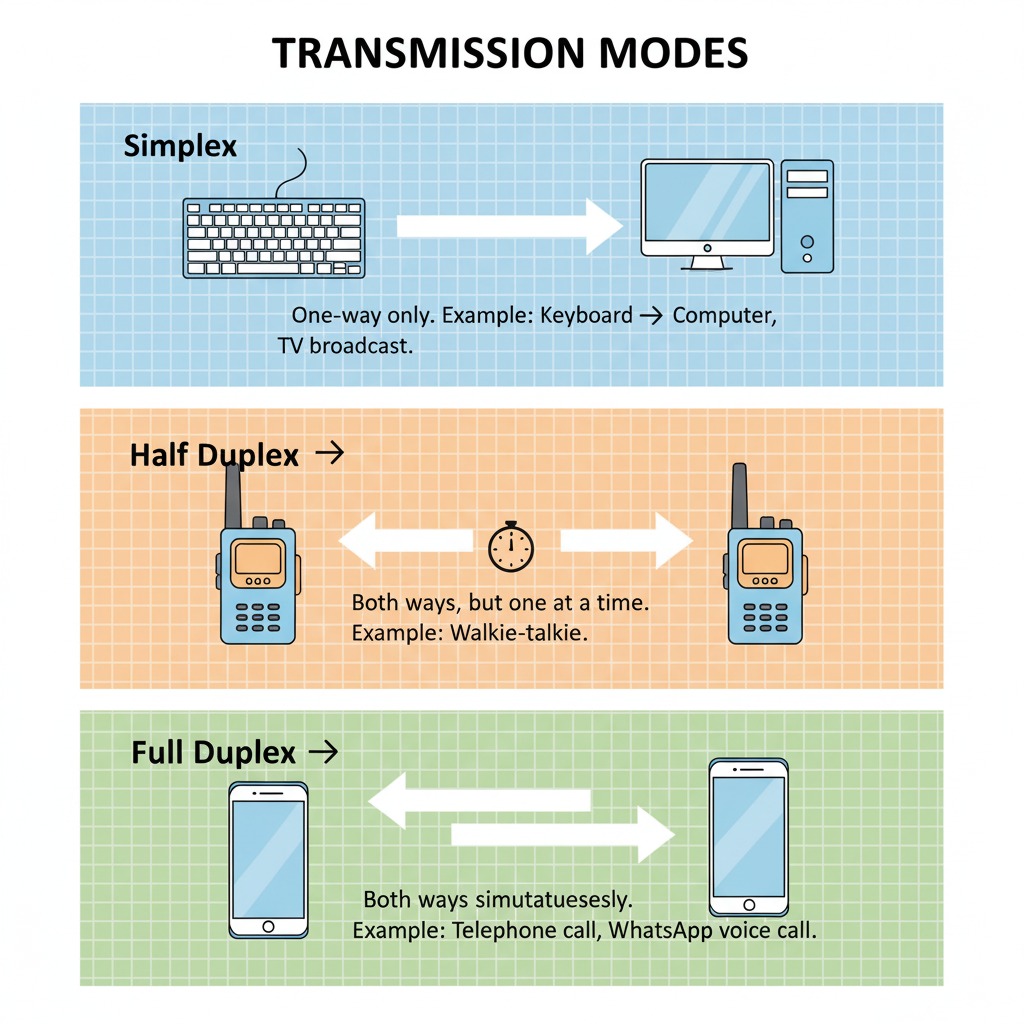 TRANSMISSION MODES
Simplex
One-way only. Example: Keyboard → Computer,
TV broadcast.
Half Duplex →
Both ways, but one at a time.
Example: Walkie-talkie.
Full Duplex →
Both ways simutatuesesly.
Example: Telephone call, WhatsApp voice call.